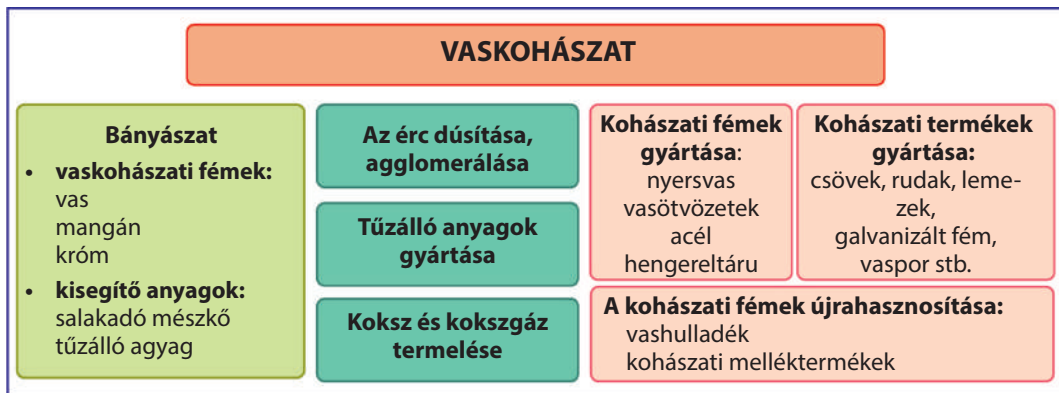 VASKOHÁSZAT
Bányászat
• vaskohászati fémek:
vas
mangán
króm
• kisegítő anyagok:
salakadó mészkő
tűzálló agyag
Az érc dúsítása,
agglomerálása
Tűzálló anyagok
gyártása
Koksz és kokszgáz
termelése
Kohászati fémek
gyártása:
nyersvas
vasötvözetek
acél
hengereltáru
Kohászati termékek
gyártása:
csövek, rudak, leme-
zek,
galvanizált fém,
vaspor stb.
A kohászati fémek újrahasznosítása:
vashulladék
kohászati melléktermékek